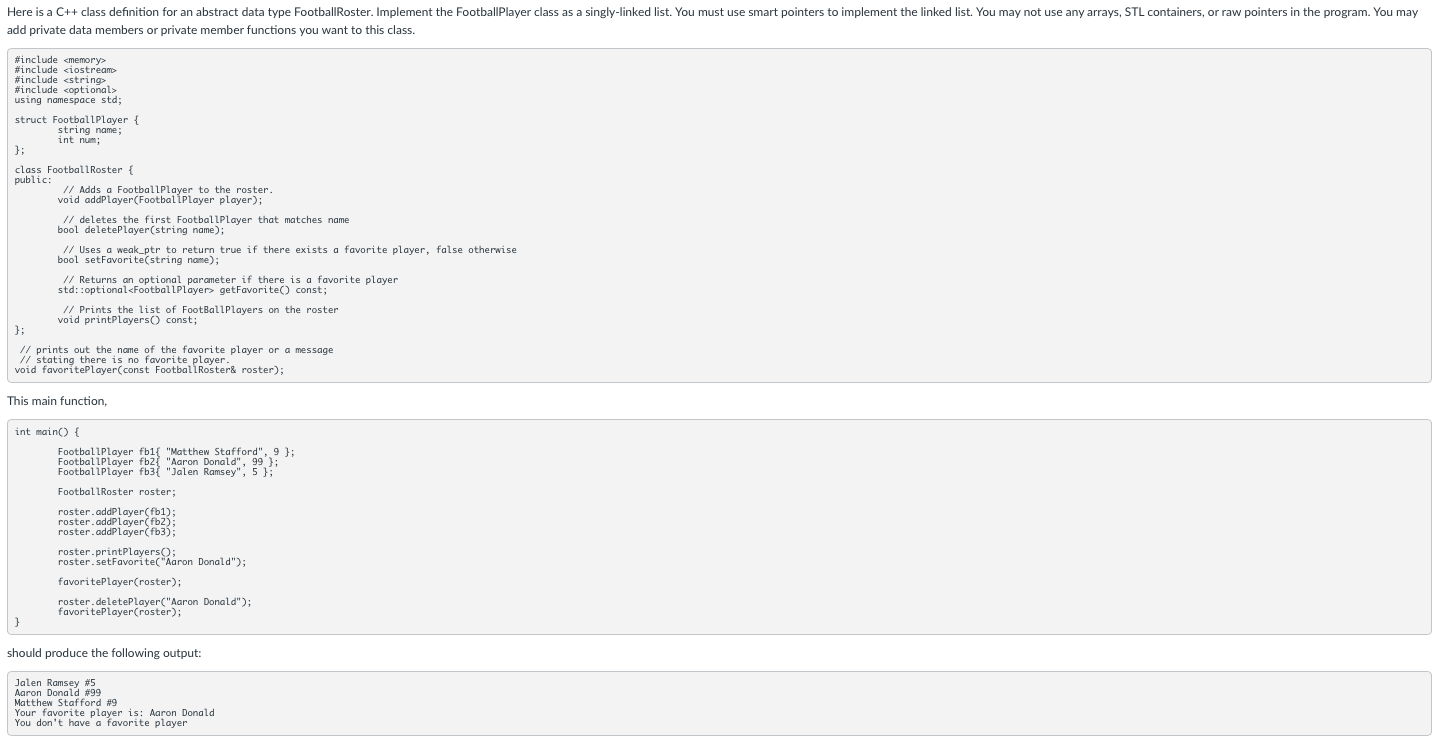 Here is a C++ class definition for an abstract data type FootballRoster. Implement the FootballPlayer class as a singly-linked list. You must use smart pointers to implement the linked list. You may not use any arrays, STL containers, or raw pointers in the program. You may
add private data members or private member functions you want to this class.
#include <memory>
#include <iostream>
#include <string>
#include <optional>
using namespace std;
struct FootballPlayer {
string name;
int num;
};
class FootballRoster {
public:
// Adds a FootballPlayer to the roster.
void addPlayer(FootballPlayer player);
// deletes the first FootballPlayer that matches name
bool deletePlayer(string name);
// Uses a weak_ptr to return true if there exists a favorite player, false otherwise
bool setFavorite(string name);
// Returns an optional parameter if there is a favorite player
std::optional<FootballPlayer> getFavorite() const;
// Prints the list of FootBallPlayers on the roster
void printPlayers() const;
};
// prints out the name of the favorite player or a message
// stating there is no favorite player.
void favoritePlayer(const FootballRoster& roster);
This main function,
int main() {
FootballPlayer fb1{ "Matthew Stafford", 9 };
FootballPlayer fb2{ "Aaron Donald", 99 };
FootballPlayer fb3{ "Jalen Ramsey", 5 };
FootballRoster roster;
roster.addPlayer(fb1);
roster.addPlayer(fb2);
roster.addPlayer(fb3);
roster.printPlayers();
roster.setFavorite("Aaron Donald");
favoritePlayer(roster);
roster.deletePlayer("Aaron Donald");
favoritePlayer(roster);
}
should produce the following output:
Jalen Ramsey #5
Aaron Donald #99
Matthew Stafford #9
Your favorite player is: Aaron Donald
You don't have a favorite player